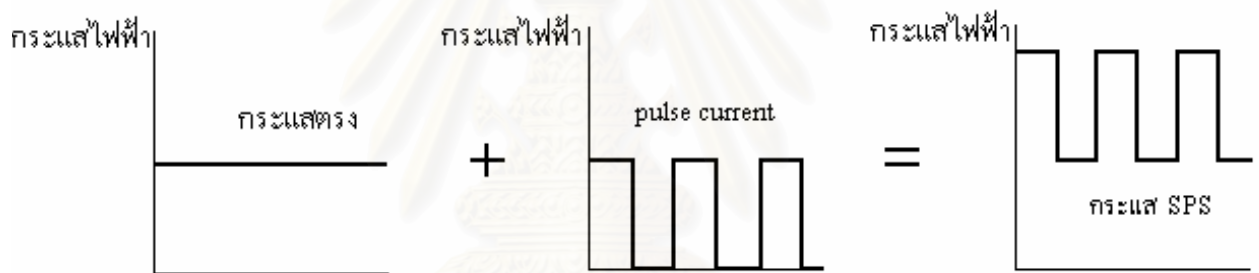 กระแสไฟฟ้า
กระแสตรง
+
กระแสไฟฟ้า
pulse current
=
กระแสไฟฟ้า
กระแส SPS